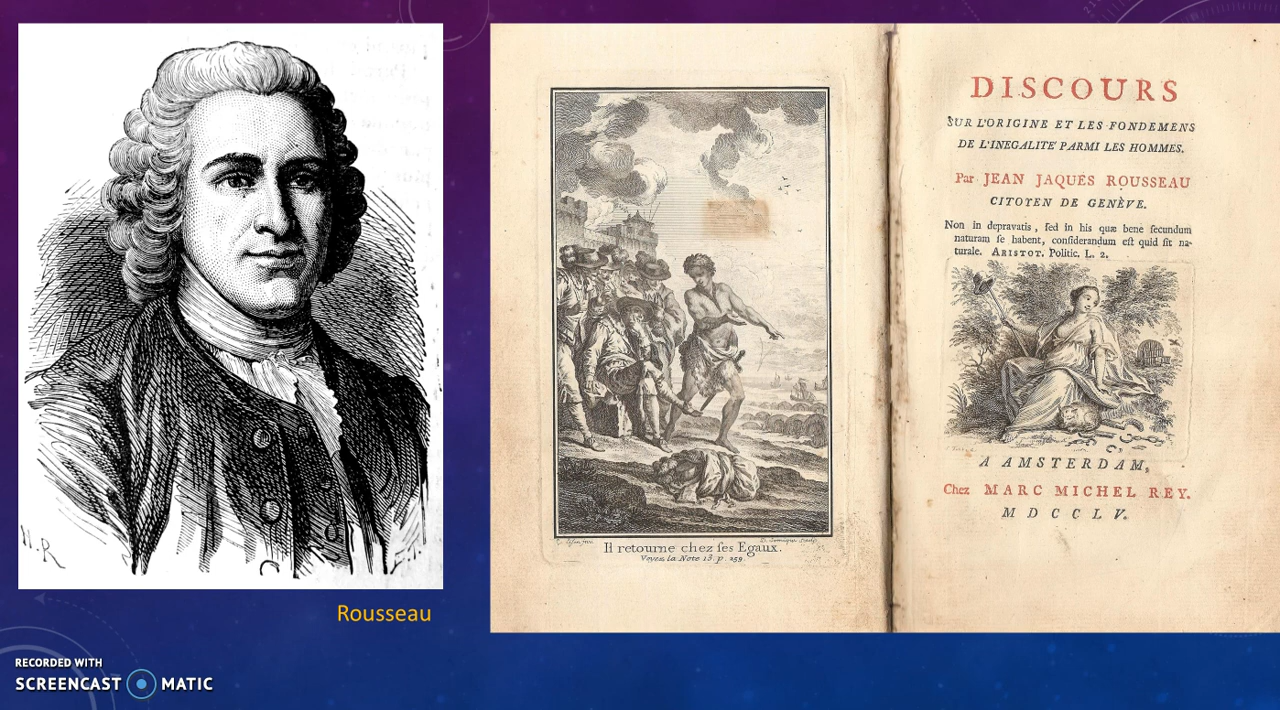 Rousseau
Il retourne chez ses Egaux.
Voyez la Note 13. p. 259.
DISCOURS
SUR L'ORIGINE ET LES FONDEMENS
DE L'INEGALITE PARMI LES HOMMES.
Par JEAN JAQUES ROUSSEAU
CITOYEN DE GENÈVE.
Non in depravatis, sed in his quæ bene secundum
naturam se habent, considerandum est quid sit na-
turale. ARISTOT. Politic. L. 2.
A AMSTERDAM,
Chez MARC MICHEL REY.
MDCCLV.
RECORDED WITH
SCREENCAST MATIC